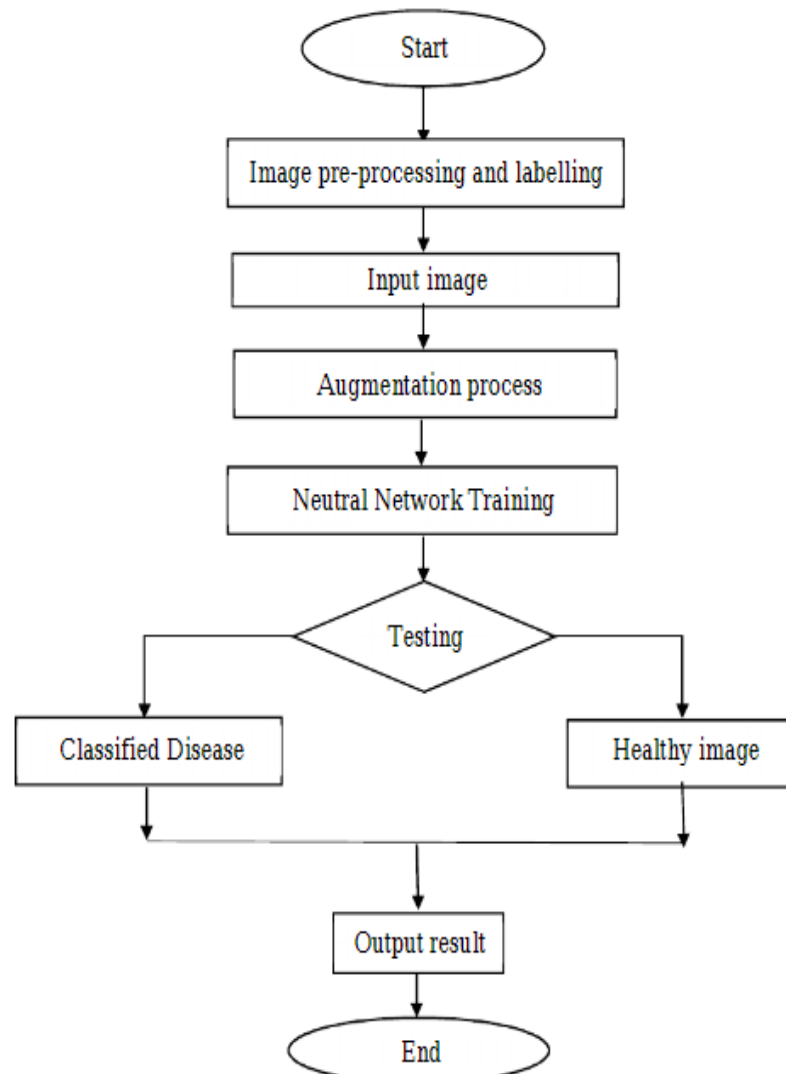 Start
Image pre-processing and labelling
Input image
Augmentation process
Neutral Network Training
Testing
Classified Disease
Healthy image
Output result
End